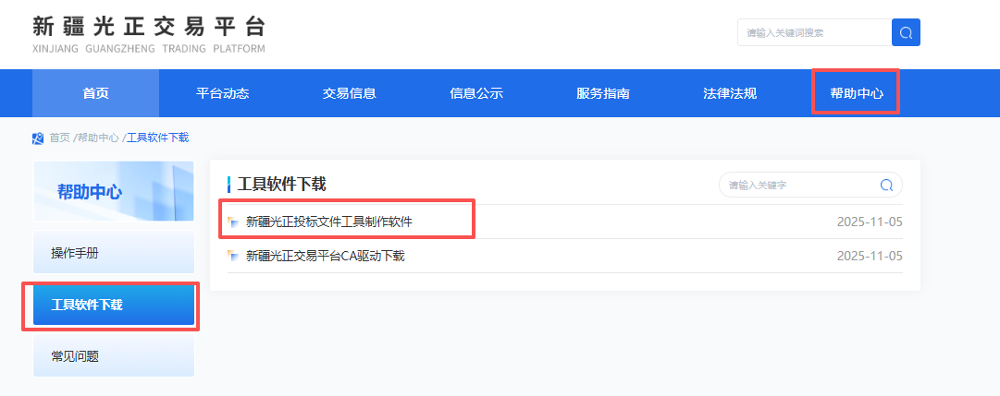 新疆光正交易平台
XINJIANG GUANGZHENG TRADING PLATFORM
请输入关键词搜索
首页 平台动态 交易信息 信息公示 服务指南 法律法规 帮助中心
首页 /帮助中心 /工具软件下载
帮助中心
操作手册
工具软件下载
常见问题
工具软件下载
请输入关键字
新疆光正投标文件工具制作软件 2025-11-05
新疆光正交易平台CA驱动下载 2025-11-05